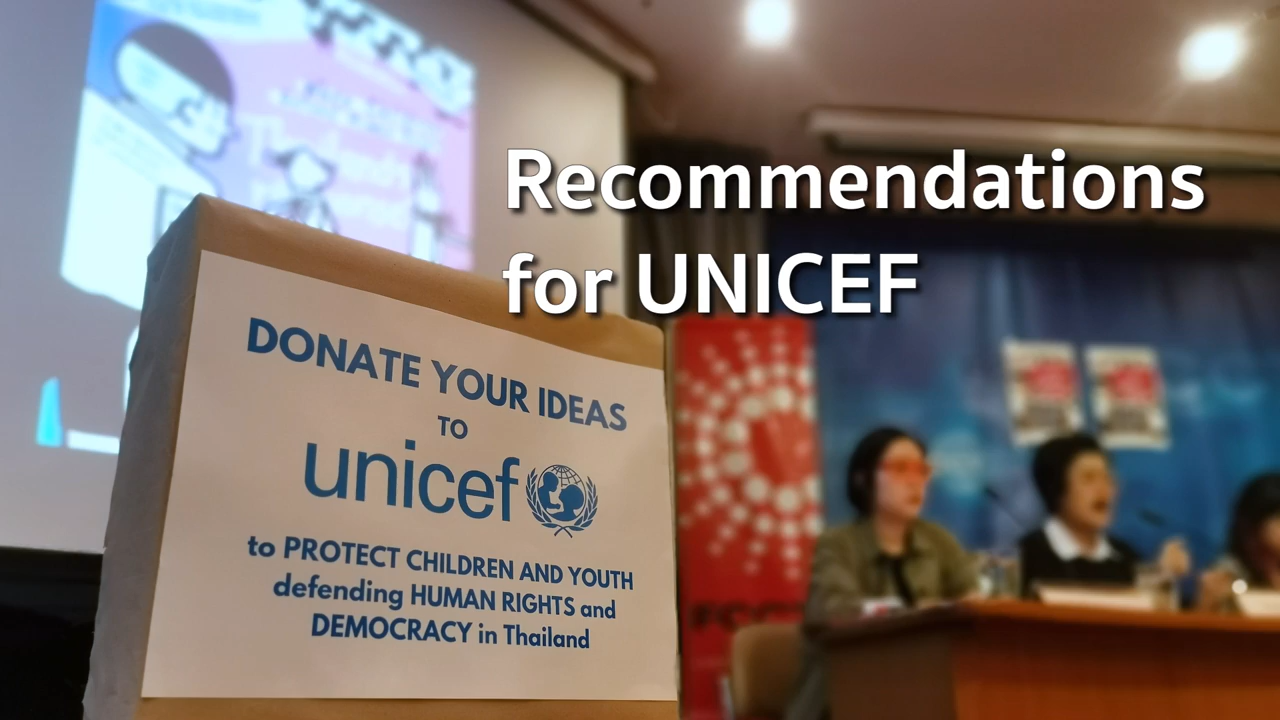 Recommendations
for UNICEF
DONATE YOUR IDEAS
TO
unicef
to PROTECT CHILDREN AND YOUTH
defending HUMAN RIGHTS and
DEMOCRACY in Thailand